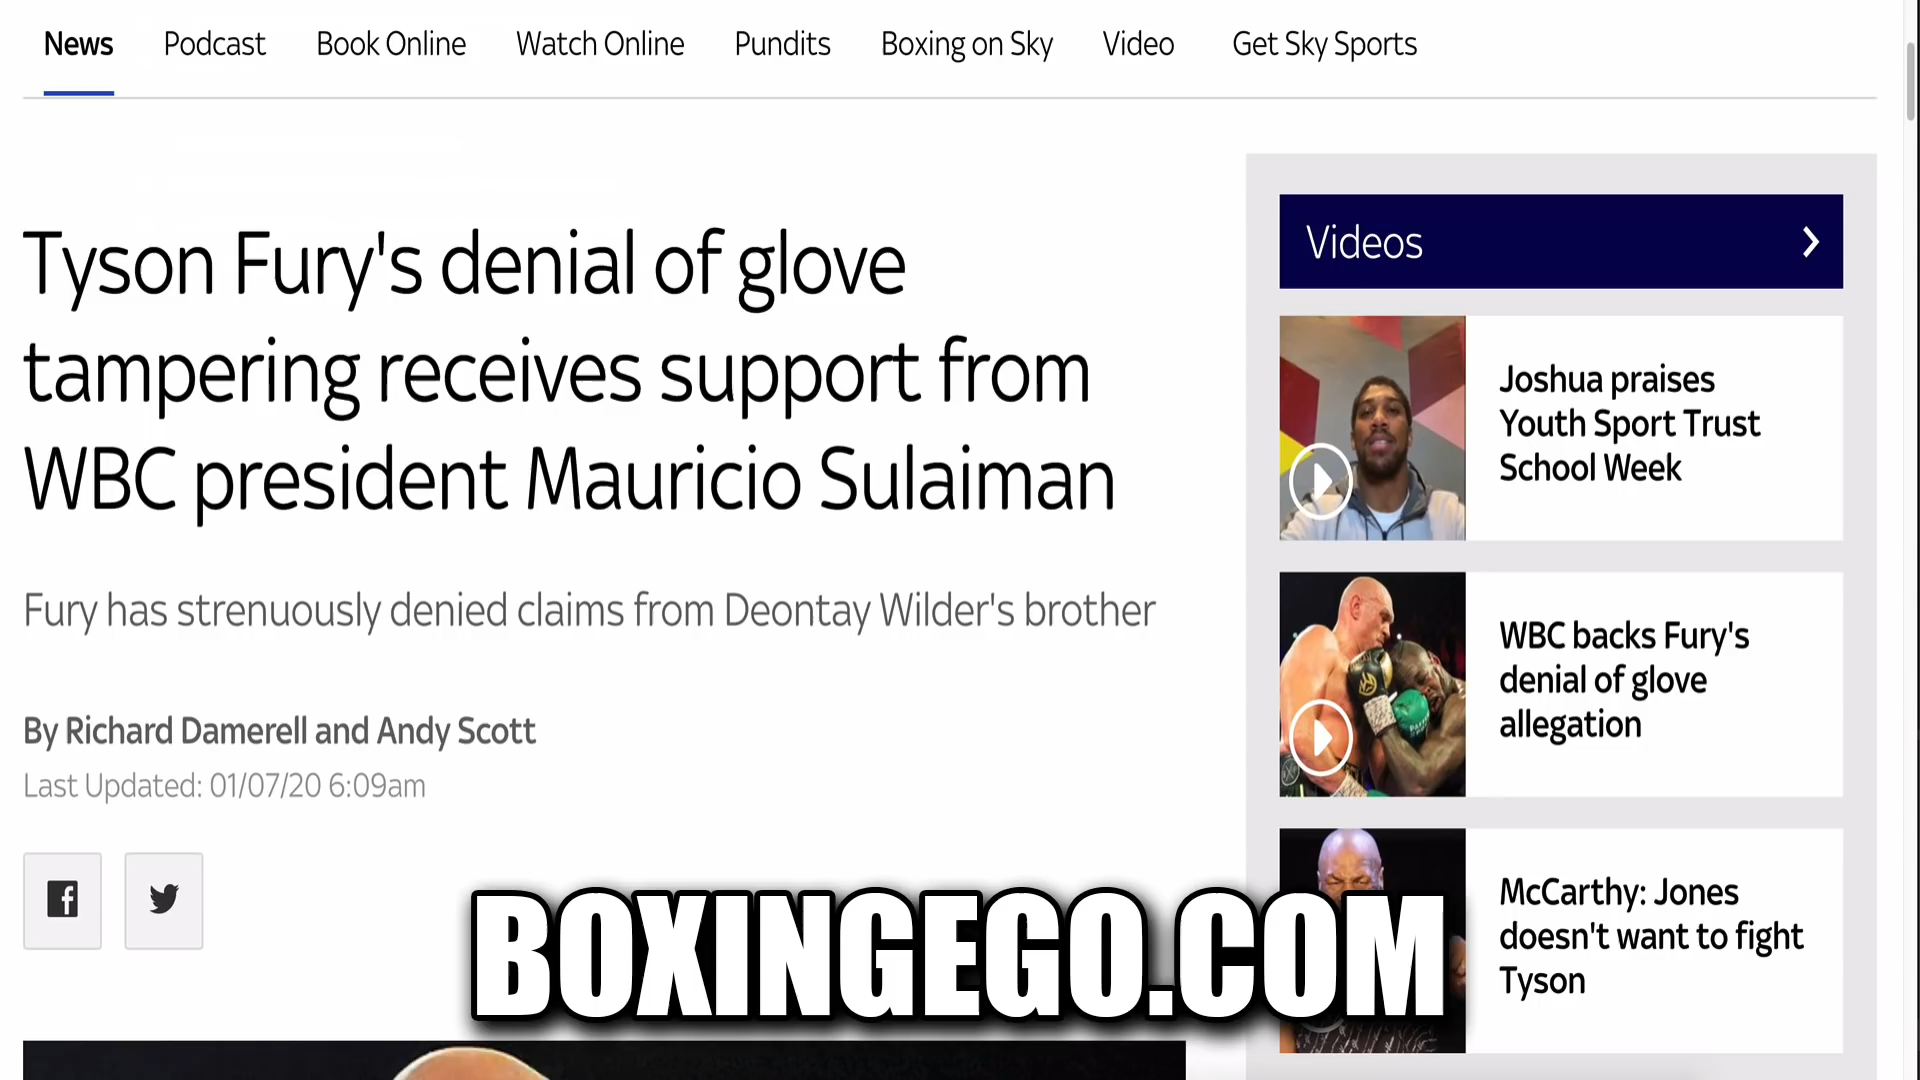 News Podcast Book Online Watch Online Pundits Boxing on Sky Video Get Sky Sports
Tyson Fury's denial of glove
tampering receives support from
WBC president Mauricio Sulaiman
Fury has strenuously denied claims from Deontay Wilder's brother
By Richard Damerell and Andy Scott
Last Updated: 01/07/20 6:09am
Videos
Joshua praises
Youth Sport Trust
School Week
WBC backs Fury's
denial of glove
allegation
McCarthy: Jones
doesn't want to fight
Tyson
BOXINGEGO.COM